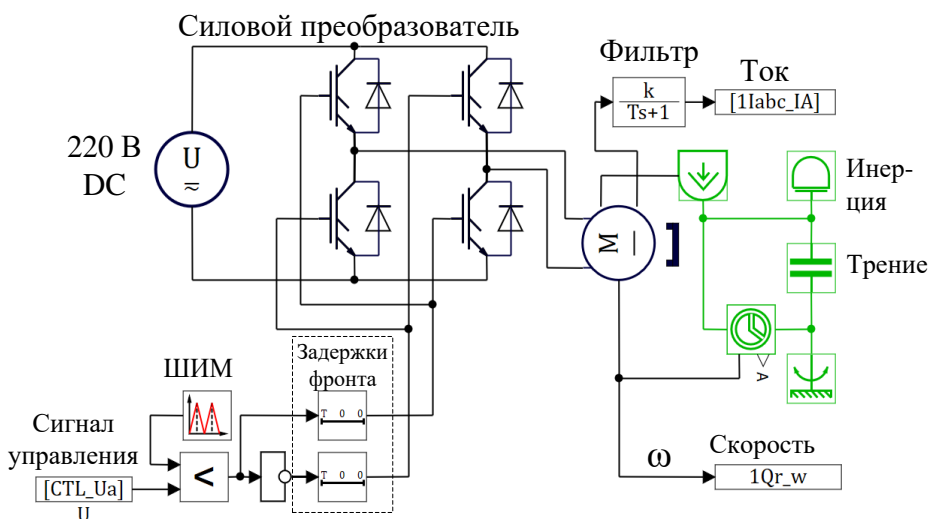 Силовой преобразователь
Фильтр
Ток
k
Ts+1
[1Iabc_IA]
220 В
DC
U
≂
M
Инер-
ция
Трение
A
ШИМ
Задержки
фронта
T 0 0
Сигнал
управления
[CTL_Ua]
U
<
T 0 0
ω
Скорость
1Qr_w